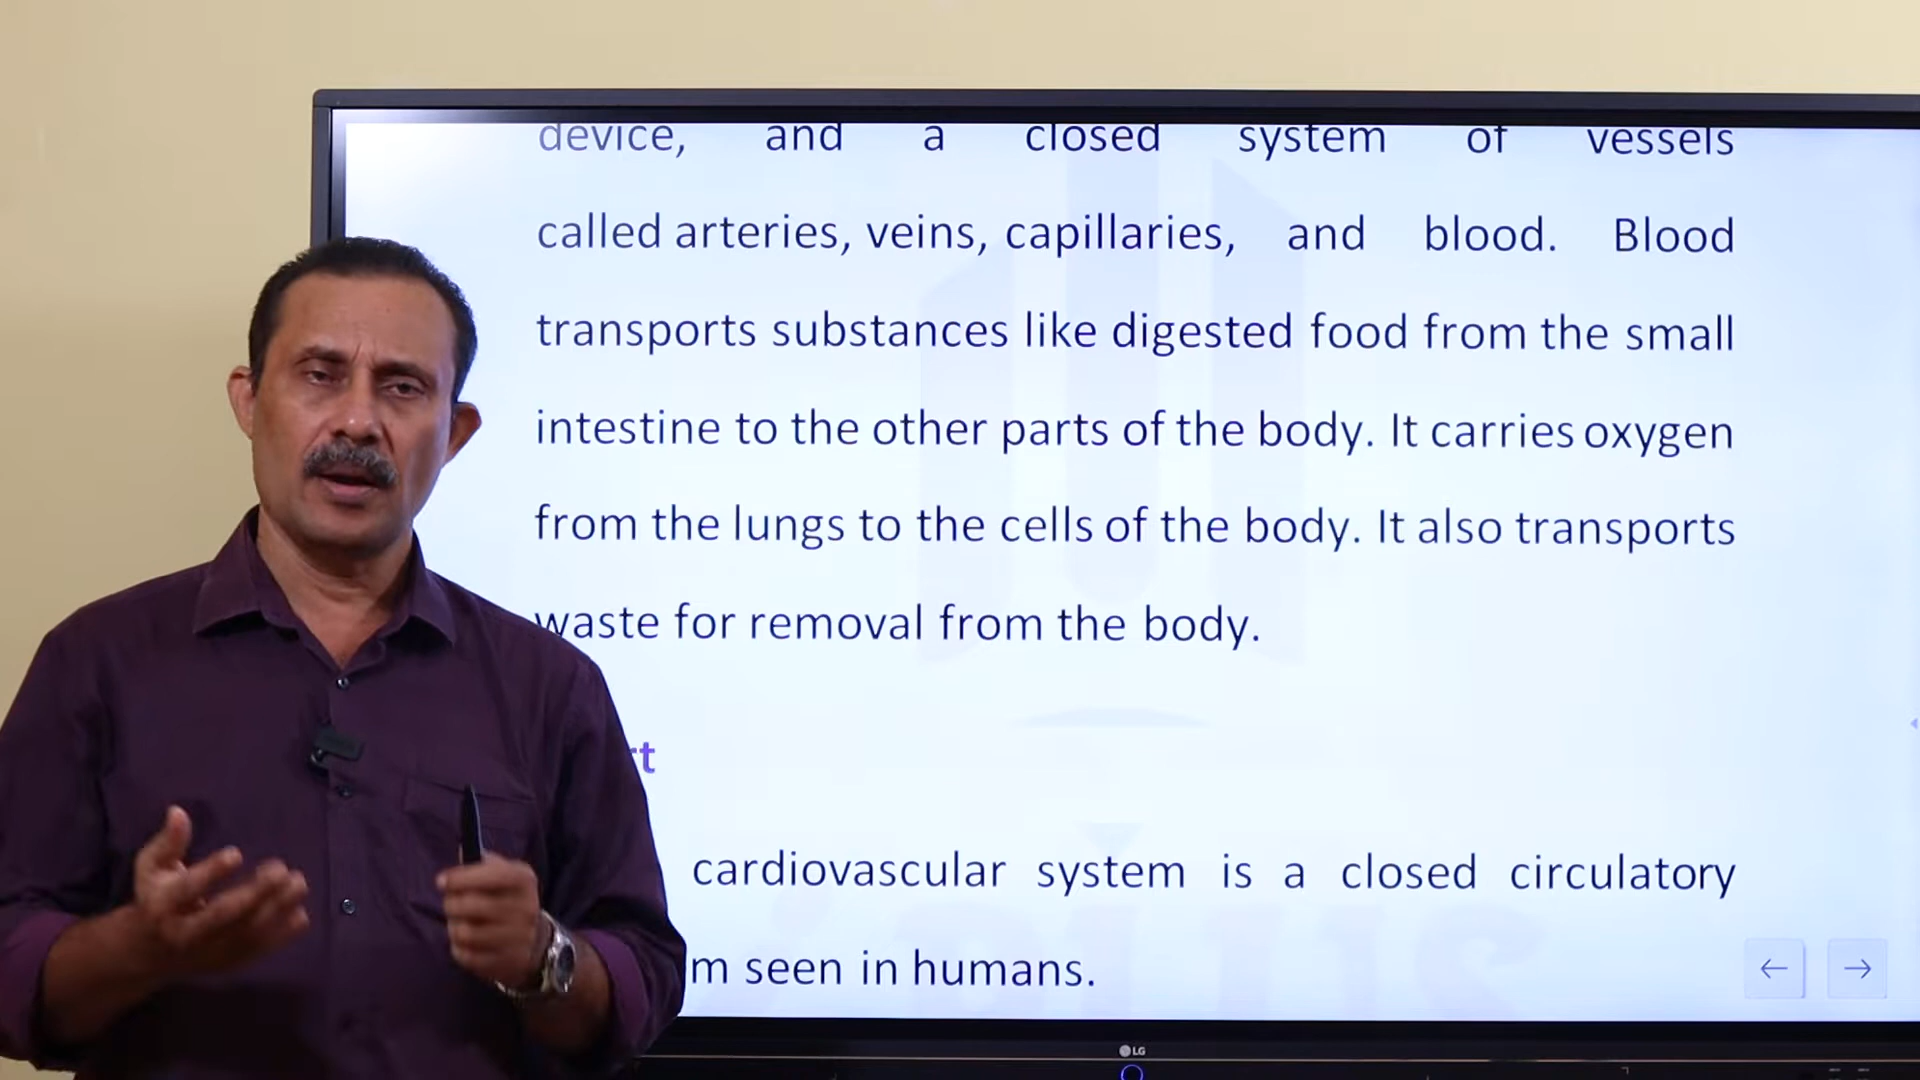 device, and a closed system of vessels
called arteries, veins, capillaries, and blood. Blood
transports substances like digested food from the small
intestine to the other parts of the body. It carries oxygen
from the lungs to the cells of the body. It also transports
waste for removal from the body.
rt
cardiovascular system is a closed circulatory
m seen in humans.
LG